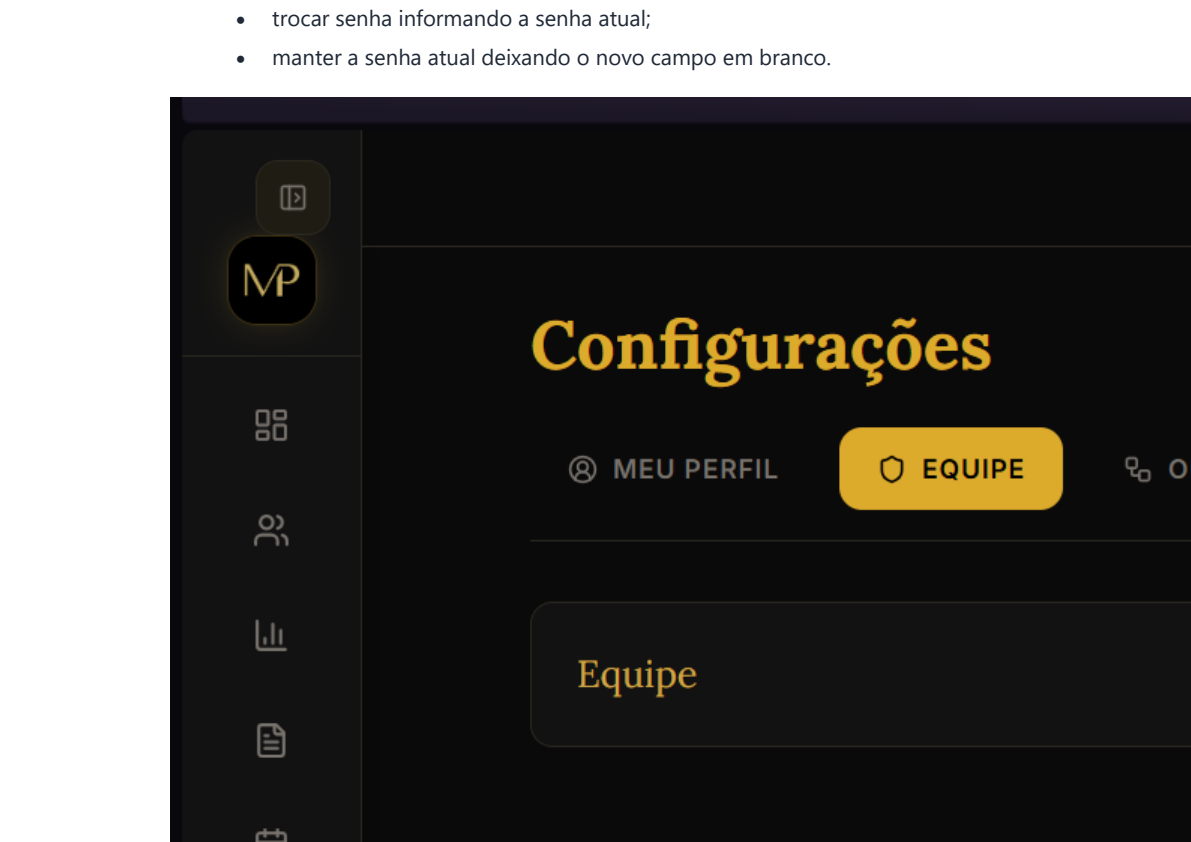 • trocar senha informando a senha atual;
• manter a senha atual deixando o novo campo em branco.
MP
Configurações
MEU PERFIL
EQUIPE
O
Equipe